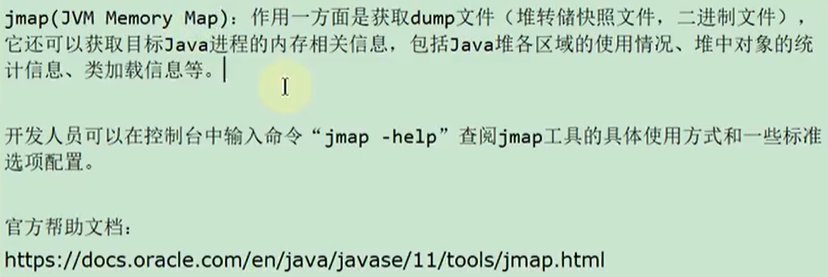 jmap(JVM Memory Map)：作用一方面是获取dump文件（堆转储快照文件，二进制文件），
它还可以获取目标Java进程的内存相关信息，包括Java堆各区域的使用情况、堆中对象的统
计信息、类加载信息等。
开发人员可以在控制台中输入命令“jmap -help”查阅jmap工具的具体使用方式和一些标准
选项配置。
官方帮助文档：
https://docs.oracle.com/en/java/javase/11/tools/jmap.html